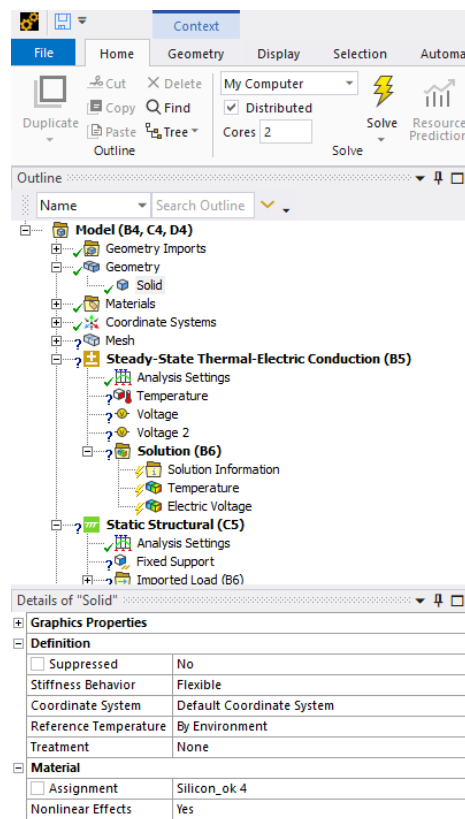 Context
File Home Geometry Display Selection Automa
Duplicate
Cut
Copy
Paste
Delete
Find
Tree
Outline
My Computer
Distributed
Cores 2
Solve
Resource
Prediction
Solve
Outline
Name Search Outline
Model (B4, C4, D4)
Geometry Imports
Geometry
Solid
Materials
Coordinate Systems
Mesh
Steady-State Thermal-Electric Conduction (B5)
Analysis Settings
Temperature
Voltage
Voltage 2
Solution (B6)
Solution Information
Temperature
Electric Voltage
Static Structural (C5)
Analysis Settings
Fixed Support
Imported Load (B6)
Details of "Solid"
Graphics Properties
Definition
Suppressed No
Stiffness Behavior Flexible
Coordinate System Default Coordinate System
Reference Temperature By Environment
Treatment None
Material
Assignment Silicon_ok 4
Nonlinear Effects Yes